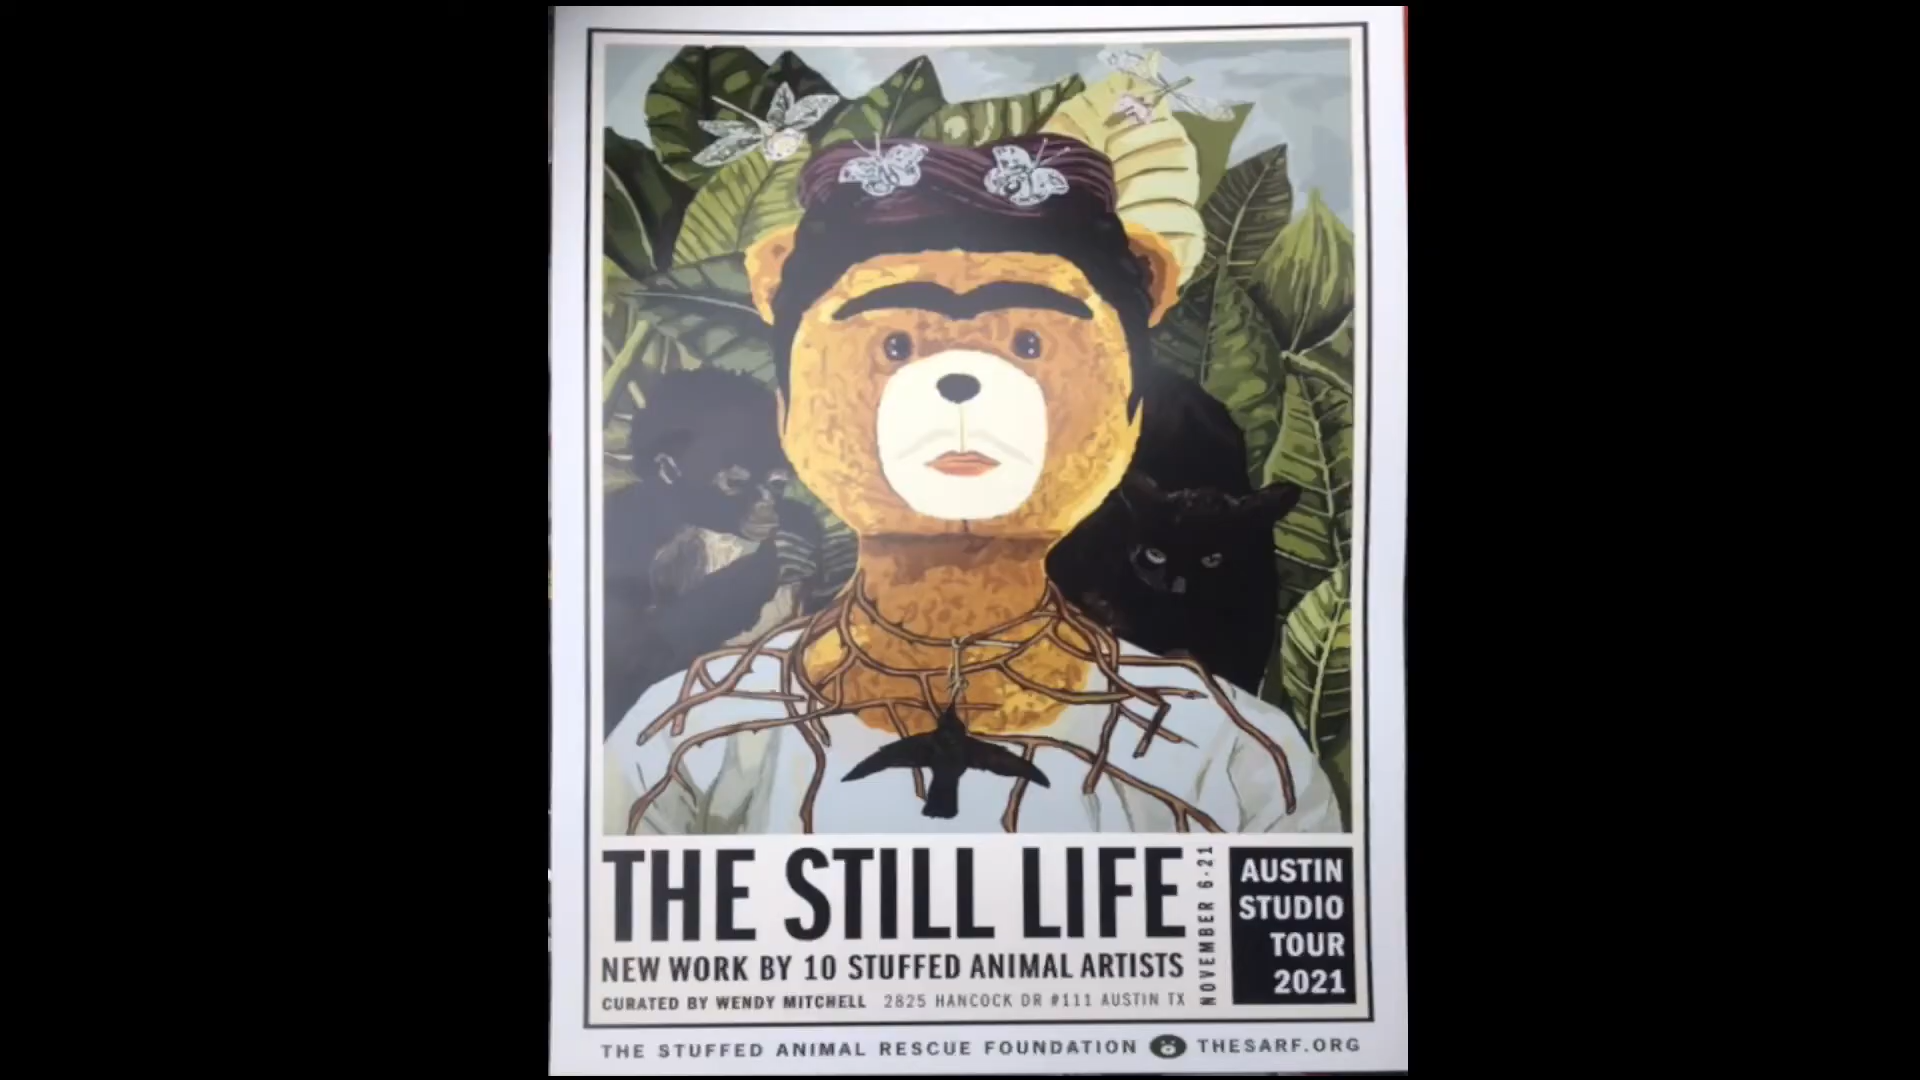 THE STILL LIFE
NEW WORK BY 10 STUFFED ANIMAL ARTISTS
CURATED BY WENDY MITCHELL 2825 HANCOCK DR #111 AUSTIN TX
NOVEMBER 6-21
AUSTIN
STUDIO
TOUR
2021
THE STUFFED ANIMAL RESCUE FOUNDATION THESARF.ORG